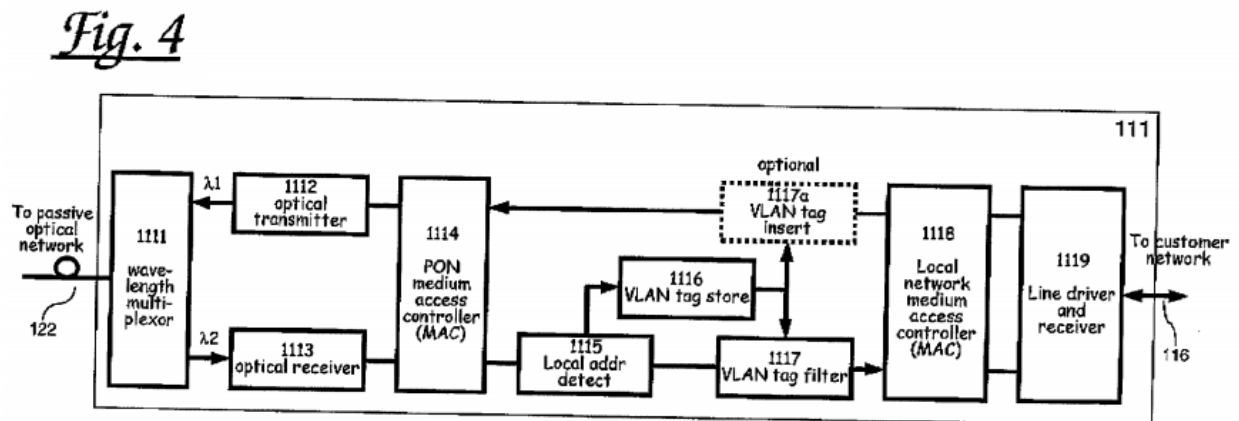 Fig. 4
111
optional
λ1
1112
optical
transmitter
1117a
VLAN tag
insert
To passive
optical
network
1111
wave-
length
multi-
plexor
1114
PON
medium
access
controller
(MAC)
1116
VLAN tag store
1118
Local
network
medium
access
controller
(MAC)
1119
Line driver
and
receiver
To customer
network
122
λ2
1113
optical receiver
1115
Local addr
detect
1117
VLAN tag filter
116